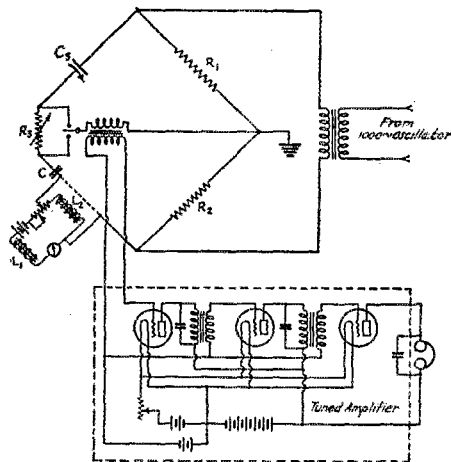 C₅
R₁
From
1000~oscillator
R₃
C
R₂
L₂
L₁
Tuned Amplifier